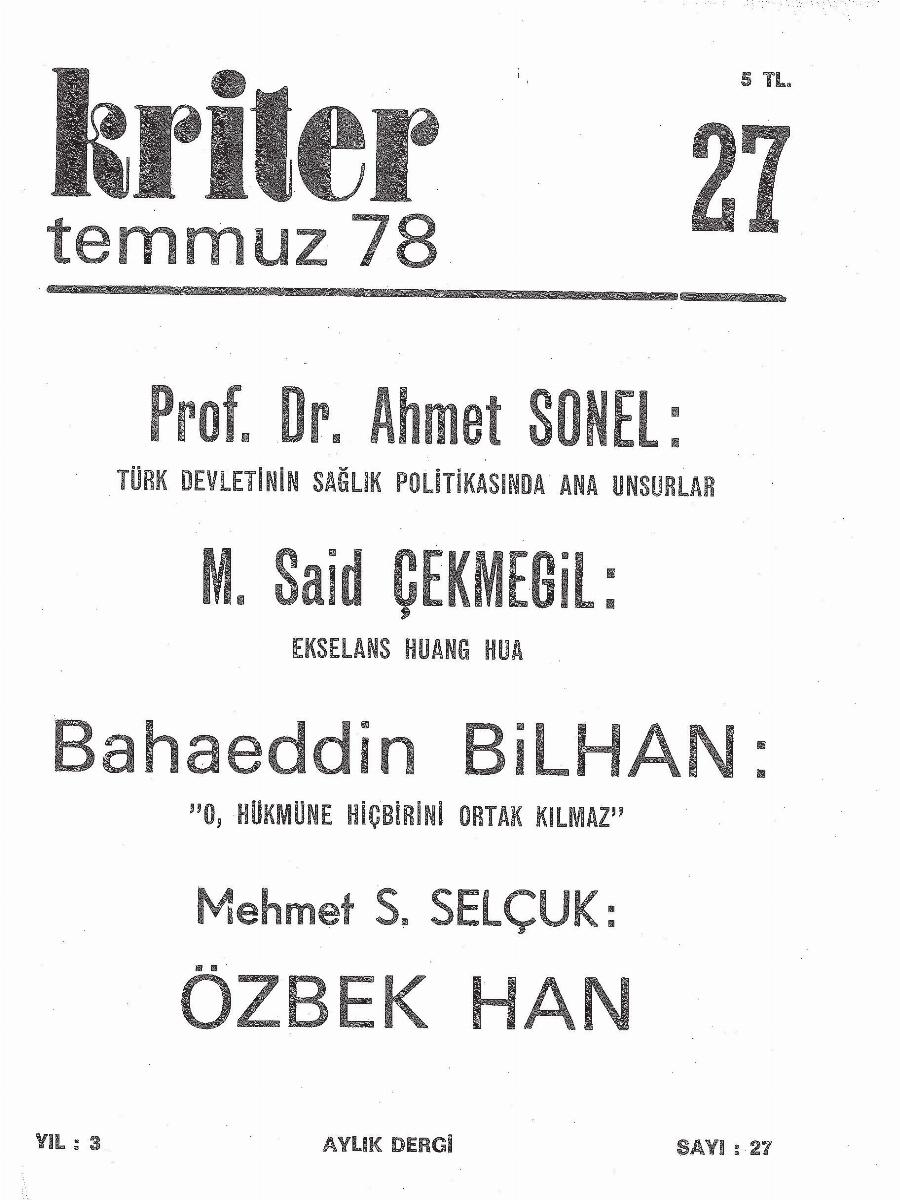 5 TL.
kriter
27
temmuz 78
Prof. Dr. Ahmet SONEL:
TÜRK DEVLETİNİN SAĞLIK POLİTİKASINDA ANA UNSURLAR
M. Said ÇEKMEGİL:
EKSELANS HUANG HUA
Bahaeddin BİLHAN:
"O, HÜKMÜNE HİÇBİRİNİ ORTAK KILMAZ"
Mehmet S. SELÇUK:
ÖZBEK HAN
YIL : 3 AYLIK DERGİ SAYI : 27